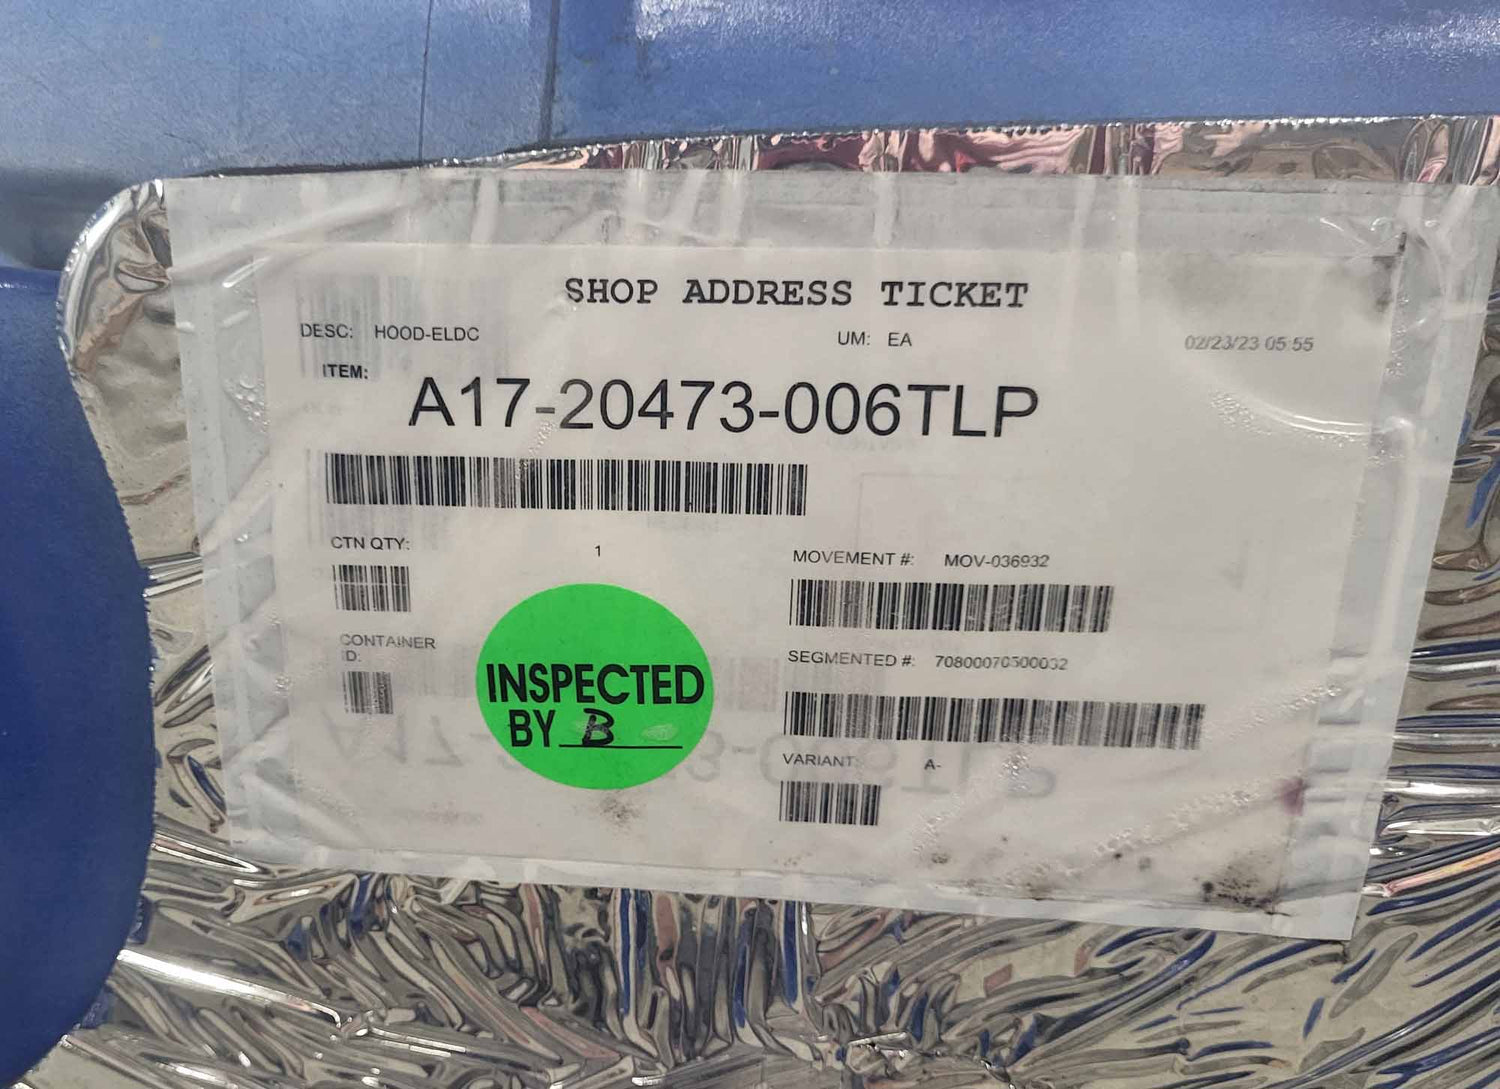 SHOP ADDRESS TICKET
DESC: HOOD-ELDC UM: EA 02/23/23 05:55
ITEM:
A17-20473-006TLP
CTN QTY: 1
MOVEMENT #: MOV-036932
CONTAINER
ID:
SEGMENTED #: 70800070500032
INSPECTED
BY B
VARIANT: A-